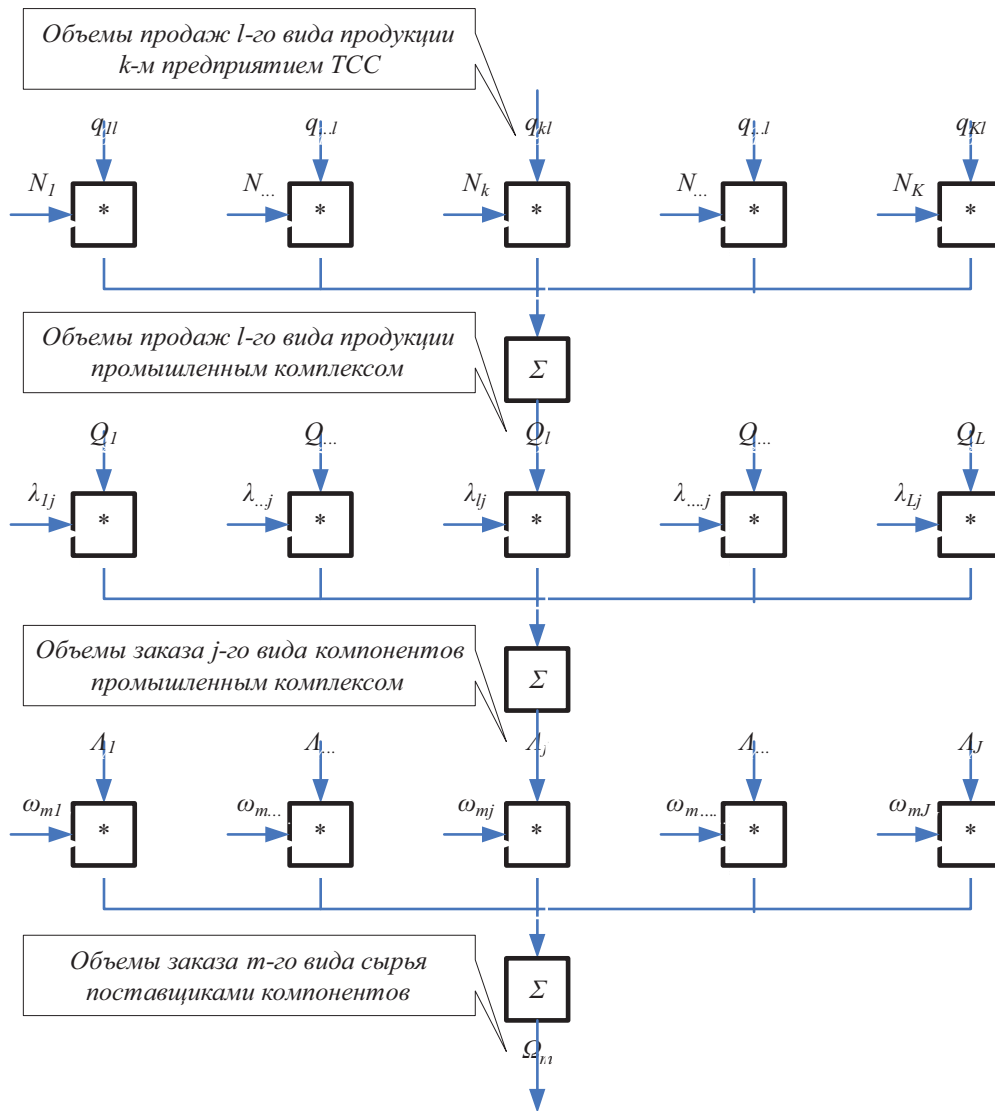 Объемы продаж l-го вида продукции
k-м предприятием ТСС
q1l q...l qkl q...l qKl
N1 N... Nk N... NK
* * * * *
Объемы продаж l-го вида продукции
промышленным комплексом
Σ
Q1 Q... Ql Q... QL
λ1j λ...j λlj λ....j λLj
* * * * *
Объемы заказа j-го вида компонентов
промышленным комплексом
Σ
Λ1 Λ... Λj Λ... ΛJ
ωm1 ωm... ωmj ωm.... ωmJ
* * * * *
Объемы заказа m-го вида сырья
поставщиками компонентов
Σ
Ωm